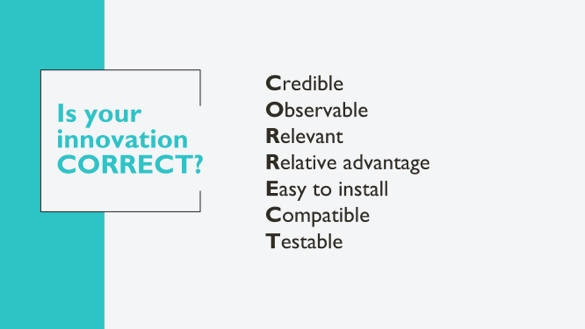 Is your
innovation
CORRECT?
Credible
Observable
Relevant
Relative advantage
Easy to install
Compatible
Testable